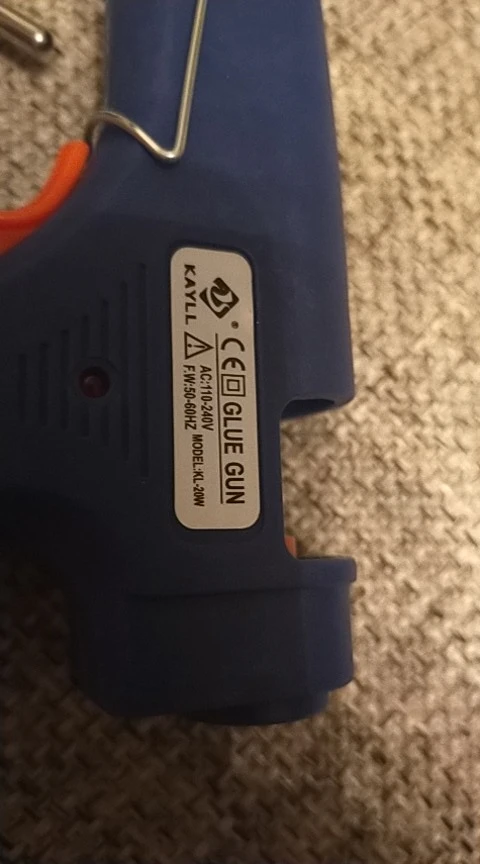 KAYLL
®
CE GLUE GUN
AC:110-240V
F.W:50-60HZ MODEL:KL-20W